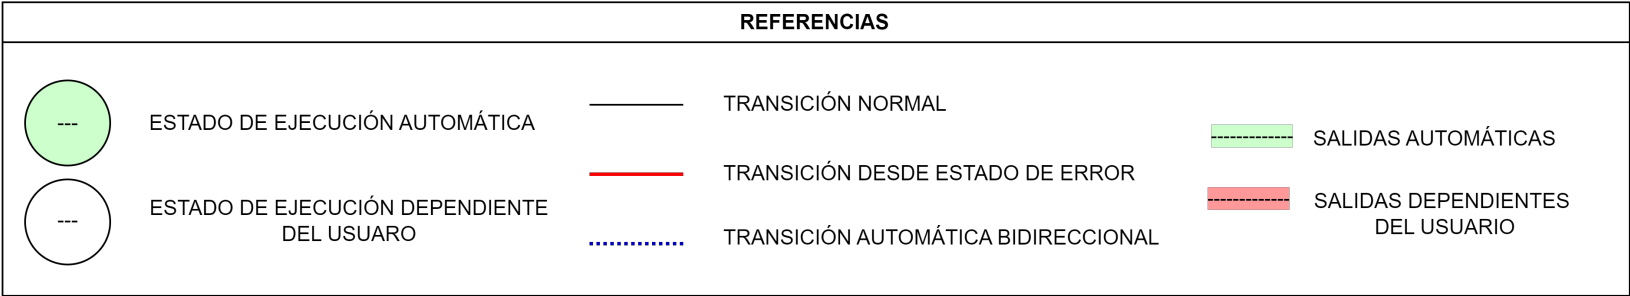 REFERENCIAS
---
ESTADO DE EJECUCIÓN AUTOMÁTICA
---
ESTADO DE EJECUCIÓN DEPENDIENTE
DEL USUARO
TRANSICIÓN NORMAL
TRANSICIÓN DESDE ESTADO DE ERROR
TRANSICIÓN AUTOMÁTICA BIDIRECCIONAL
-------------
SALIDAS AUTOMÁTICAS
-------------
SALIDAS DEPENDIENTES
DEL USUARIO